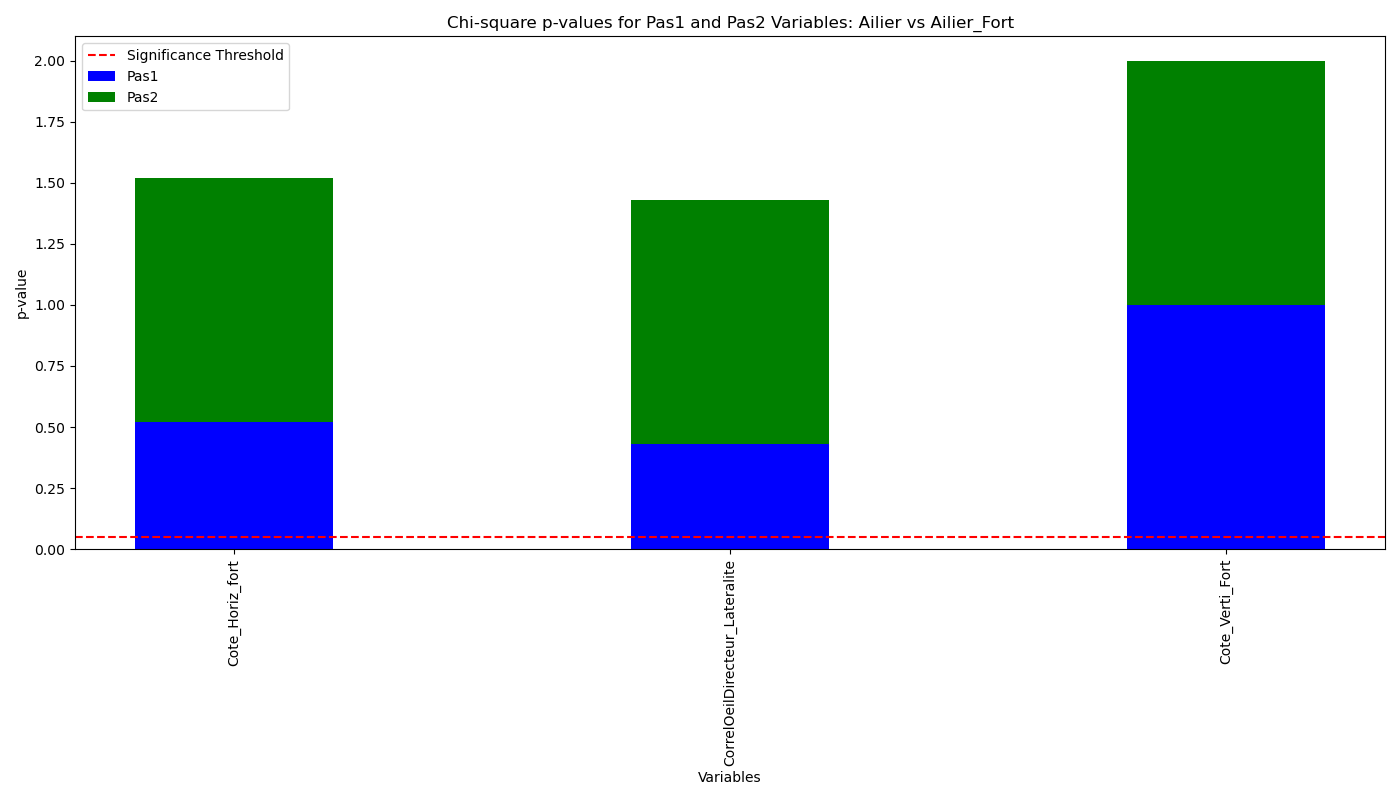 Chi-square p-values for Pas1 and Pas2 Variables: Ailier vs Ailier_Fort
Significance Threshold
Pas1
Pas2
p-value
2.00
1.75
1.50
1.25
1.00
0.75
0.50
0.25
0.00
Cote_Horiz_fort
CorrelOeilDirecteur_Lateralite
Cote_Verti_Fort
Variables